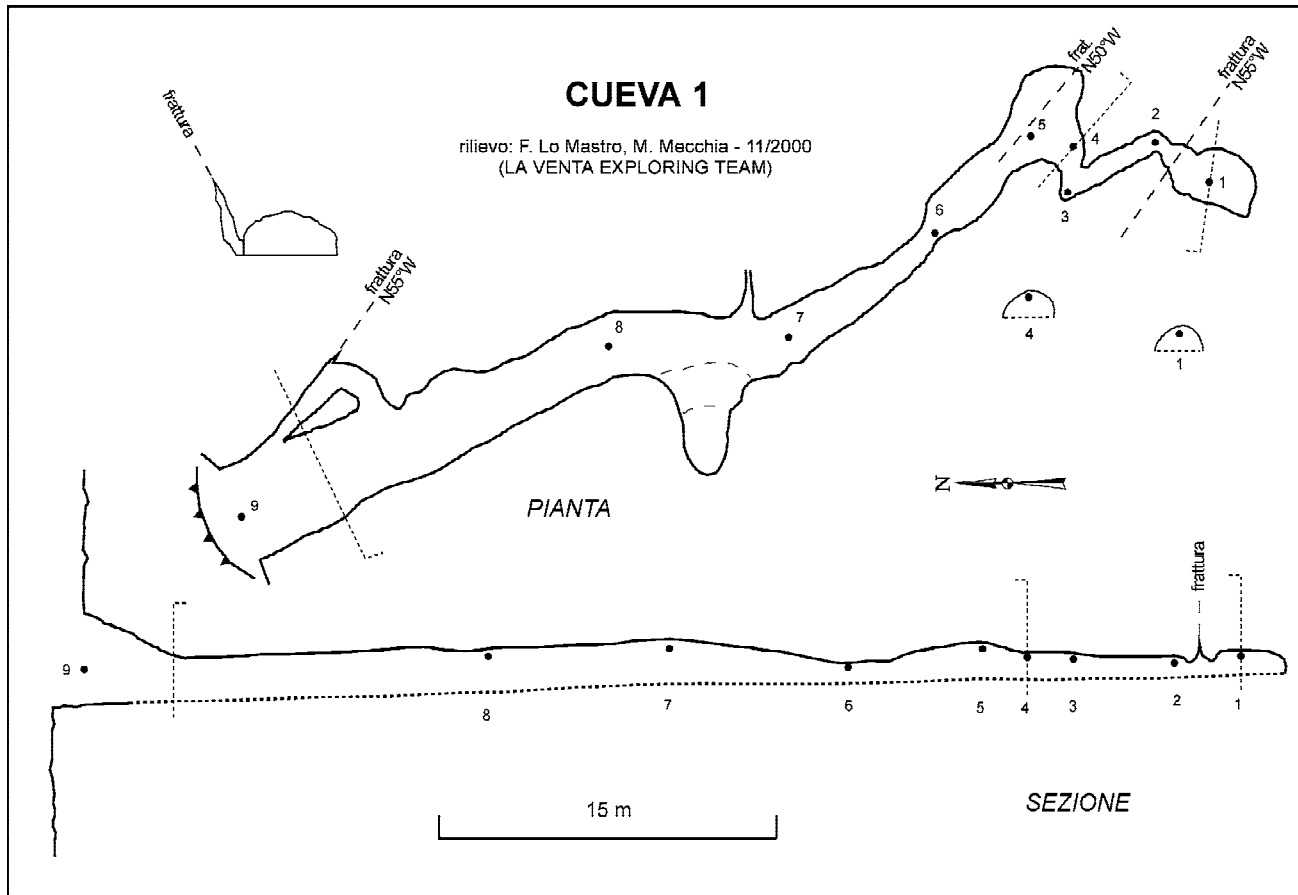 CUEVA 1
rilievo: F. Lo Mastro, M. Mecchia - 11/2000
(LA VENTA EXPLORING TEAM)
frattura
frat.
N50°W
frattura
N55°W
2
5
4
1
3
6
frattura
N55°W
4
1
7
8
9
N
PIANTA
frattura
9
8
7
6
5
4
3
2
1
15 m
SEZIONE